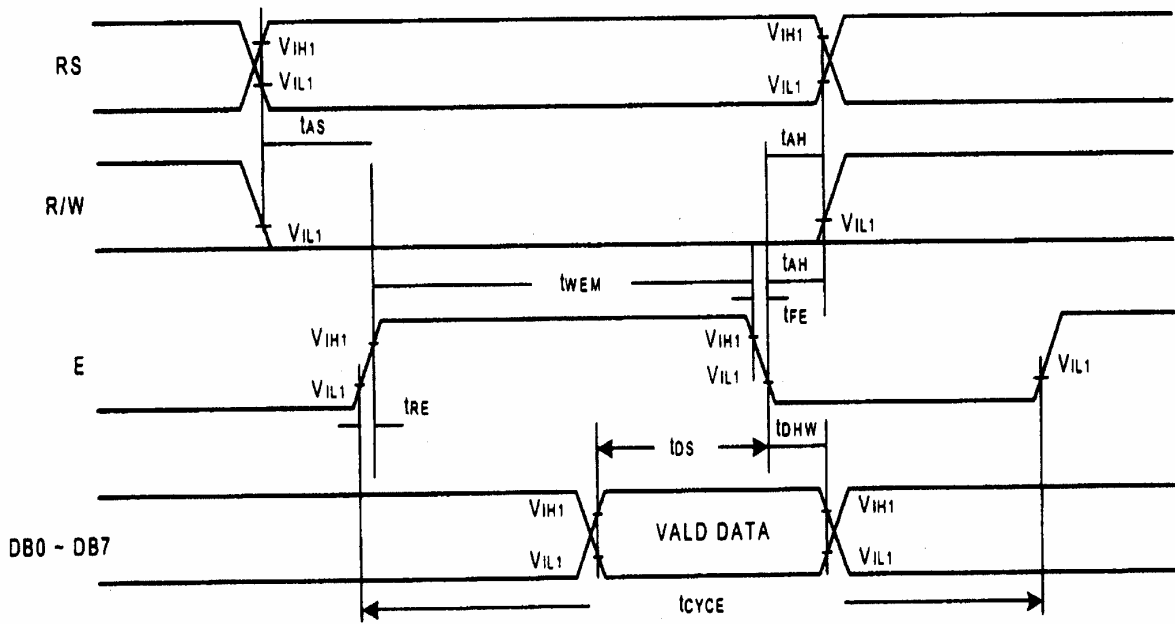 RS
VIH1
VIL1
VIH1
VIL1
tAS
tAH
R/W
VIL1
VIL1
tWEM
tAH
tFE
E
VIH1
VIL1
VIH1
VIL1
VIL1
tRE
tDS
tDHW
DB0 ~ DB7
VIH1
VIL1
VALD DATA
VIH1
VIL1
tCYCE